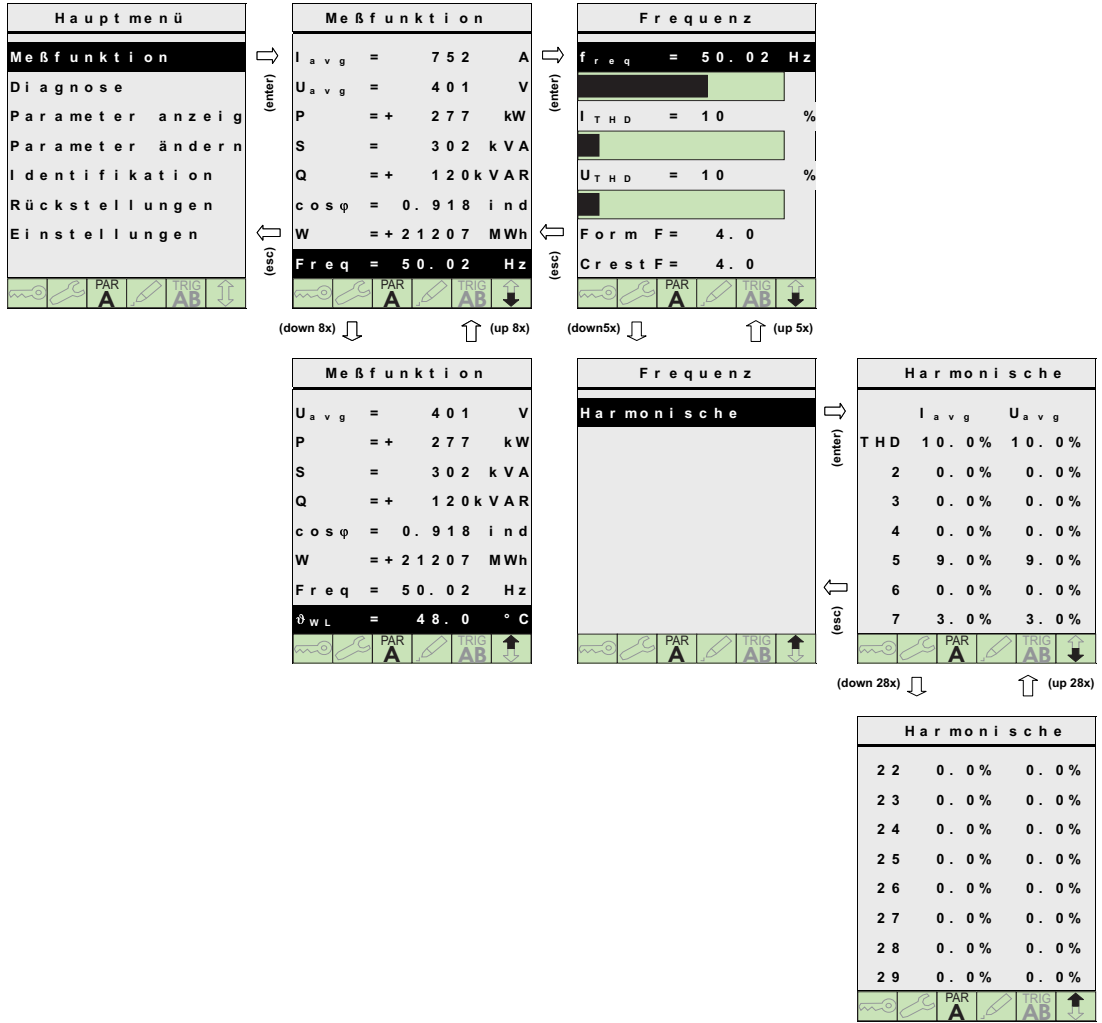 Hauptmenü
Meßfunktion
Diagnose
Parameter anzeig
Parameter ändern
Identifikation
Rückstellungen
Einstellungen
PAR A TRIG AB
(enter)
(esc)
Meßfunktion
Iavg = 752 A
Uavg = 401 V
P =+ 277 kW
S = 302 kVA
Q =+ 120kVAR
cosφ = 0.918 ind
W =+21207 MWh
Freq = 50.02 Hz
PAR A TRIG AB
(enter)
(esc)
Frequenz
freq = 50.02 Hz
ITHD = 10 %
UTHD = 10 %
Form F= 4.0
CrestF= 4.0
PAR A TRIG AB
(down 8x) (up 8x)
(down5x) (up 5x)
Meßfunktion
Uavg = 401 V
P =+ 277 kW
S = 302 kVA
Q =+ 120kVAR
cosφ = 0.918 ind
W =+21207 MWh
Freq = 50.02 Hz
ϑWL = 48.0 °C
PAR A TRIG AB
Frequenz
Harmonische
PAR A TRIG AB
(enter)
(esc)
Harmonische
Iavg Uavg
THD 10.0% 10.0%
2 0.0% 0.0%
3 0.0% 0.0%
4 0.0% 0.0%
5 9.0% 9.0%
6 0.0% 0.0%
7 3.0% 3.0%
PAR A TRIG AB
(down 28x) (up 28x)
Harmonische
22 0.0% 0.0%
23 0.0% 0.0%
24 0.0% 0.0%
25 0.0% 0.0%
26 0.0% 0.0%
27 0.0% 0.0%
28 0.0% 0.0%
29 0.0% 0.0%
PAR A TRIG AB